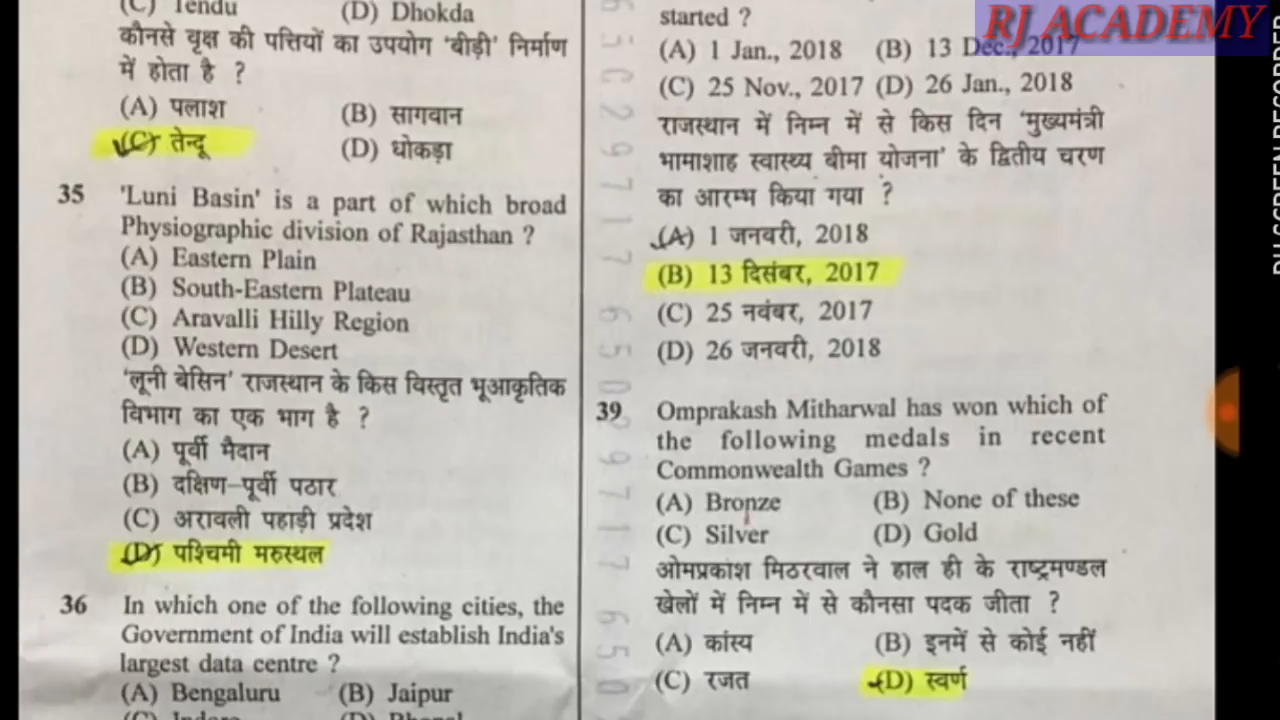 (C) Tendu (D) Dhokda
कौनसे वृक्ष की पत्तियों का उपयोग 'बीड़ी' निर्माण
में होता है ?
(A) पलाश (B) सागवान
(C) तेन्दू (D) धोकड़ा
35 'Luni Basin' is a part of which broad
Physiographic division of Rajasthan ?
(A) Eastern Plain
(B) South-Eastern Plateau
(C) Aravalli Hilly Region
(D) Western Desert
'लूनी बेसिन' राजस्थान के किस विस्तृत भूआकृतिक
विभाग का एक भाग है ?
(A) पूर्वी मैदान
(B) दक्षिण-पूर्वी पठार
(C) अरावली पहाड़ी प्रदेश
(D) पश्चिमी मरुस्थल
36 In which one of the following cities, the
Government of India will establish India's
largest data centre ?
(A) Bengaluru (B) Jaipur
(C) Indore (D) Bhopal
started ?
(A) 1 Jan., 2018 (B) 13 Dec., 2017
(C) 25 Nov., 2017 (D) 26 Jan., 2018
राजस्थान में निम्न में से किस दिन 'मुख्यमंत्री
भामाशाह स्वास्थ्य बीमा योजना' के द्वितीय चरण
का आरम्भ किया गया ?
(A) 1 जनवरी, 2018
(B) 13 दिसंबर, 2017
(C) 25 नवंबर, 2017
(D) 26 जनवरी, 2018
39 Omprakash Mitharwal has won which of
the following medals in recent
Commonwealth Games ?
(A) Bronze (B) None of these
(C) Silver (D) Gold
ओमप्रकाश मिठरवाल ने हाल ही के राष्ट्रमण्डल
खेलों में निम्न में से कौनसा पदक जीता ?
(A) कांस्य (B) इनमें से कोई नहीं
(C) रजत (D) स्वर्ण
RJ ACADEMY
DU SCREEN RECORDER